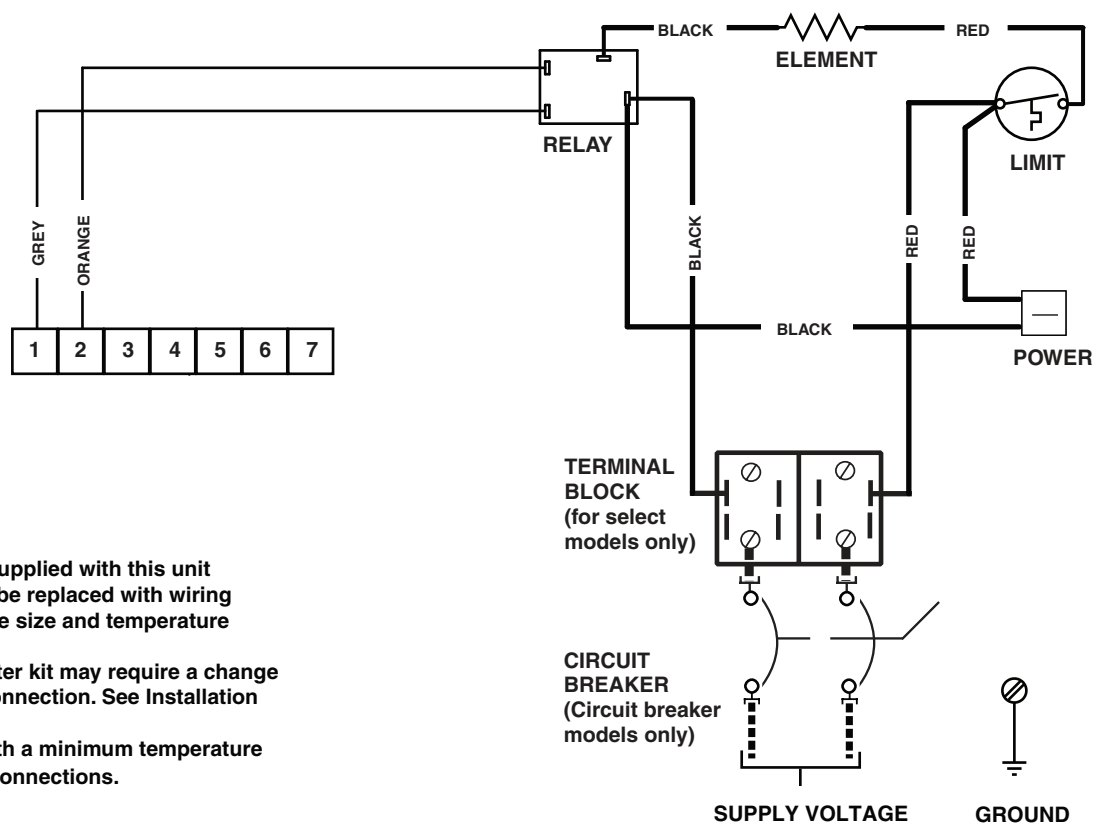 BLACK
RED
ELEMENT
RELAY
LIMIT
GREY
ORANGE
BLACK
RED
RED
BLACK
POWER
1 2 3 4 5 6 7
TERMINAL
BLOCK
(for select
models only)
upplied with this unit
be replaced with wiring
e size and temperature
ter kit may require a change
onnection. See Installation
th a minimum temperature
onnections.
CIRCUIT
BREAKER
(Circuit breaker
models only)
SUPPLY VOLTAGE
GROUND